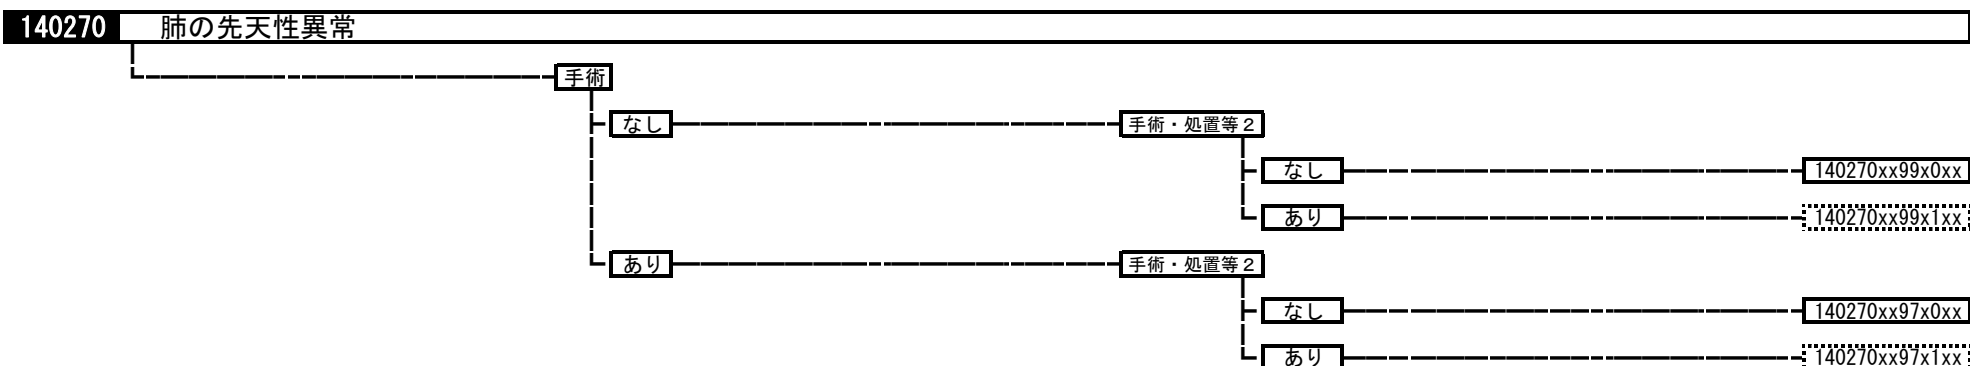 140270 肺の先天性異常
手術
なし 手術・処置等2
なし 140270xx99x0xx
あり 140270xx99x1xx
あり 手術・処置等2
なし 140270xx97x0xx
あり 140270xx97x1xx